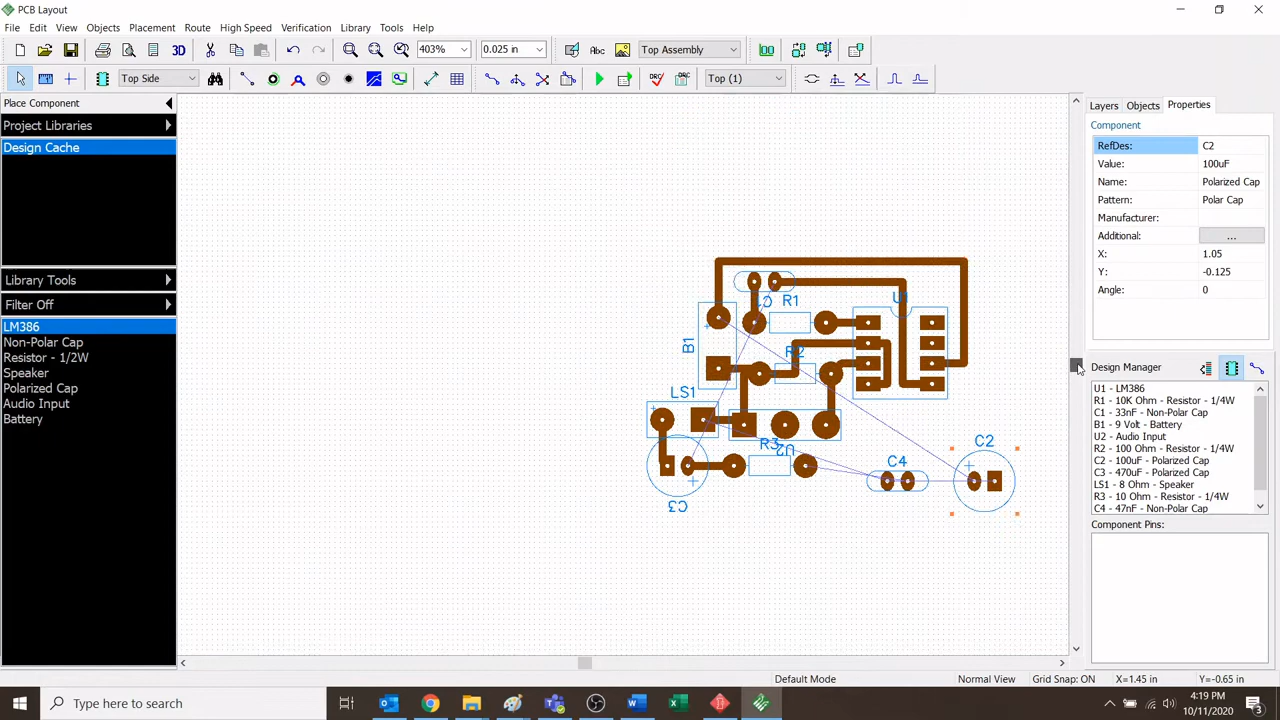 PCB Layout
File Edit View Objects Placement Route High Speed Verification Library Tools Help
3D 403% 0.025 in Abc Top Assembly
Top Side DRC Top (1)
Place Component
Project Libraries
Design Cache
Library Tools
Filter Off
LM386
Non-Polar Cap
Resistor - 1/2W
Speaker
Polarized Cap
Audio Input
Battery
C1
R1
U1
B1
R2
LS1
U2
R3
C4
C2
C3
Layers Objects Properties
Component
RefDes: C2
Value: 100uF
Name: Polarized Cap
Pattern: Polar Cap
Manufacturer:
Additional: ...
X: 1.05
Y: -0.125
Angle: 0
Design Manager
U1 - LM386
R1 - 10K Ohm - Resistor - 1/4W
C1 - 33nF - Non-Polar Cap
B1 - 9 Volt - Battery
U2 - Audio Input
R2 - 100 Ohm - Resistor - 1/4W
C2 - 100uF - Polarized Cap
C3 - 470uF - Polarized Cap
LS1 - 8 Ohm - Speaker
R3 - 10 Ohm - Resistor - 1/4W
C4 - 47nF - Non-Polar Cap
Component Pins:
Default Mode Normal View Grid Snap: ON X=1.45 in Y=-0.65 in
Type here to search
4:19 PM
10/11/2020
3